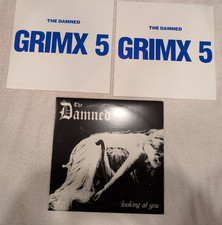 THE DAMNED
GRIMX 5
THE DAMNED
GRIMX 5
The
Damned
looking at you